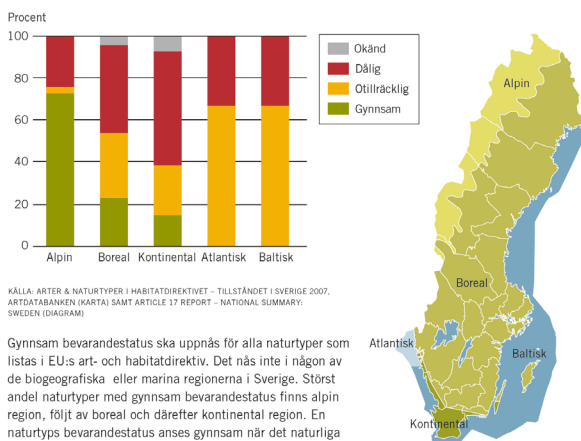 Procent
100
80
60
40
20
0
Alpin Boreal Kontinental Atlantisk Baltisk
Okänd
Dålig
Otillräcklig
Gynnsam
KÄLLA: ARTER & NATURTYPER I HABITATDIREKTIVET – TILLSTÅNDET I SVERIGE 2007,
ARTDATABANKEN (KARTA) SAMT ARTICLE 17 REPORT – NATIONAL SUMMARY:
SWEDEN (DIAGRAM)
Gynnsam bevarandestatus ska uppnås för alla naturtyper som
listas i EU:s art- och habitatdirektiv. Det nås inte i någon av
de biogeografiska eller marina regionerna i Sverige. Störst
andel naturtyper med gynnsam bevarandestatus finns alpin
region, följt av boreal och därefter kontinental region. En
naturtyps bevarandestatus anses gynnsam när det naturliga
Alpin
Boreal
Atlantisk
Baltisk
Kontinental